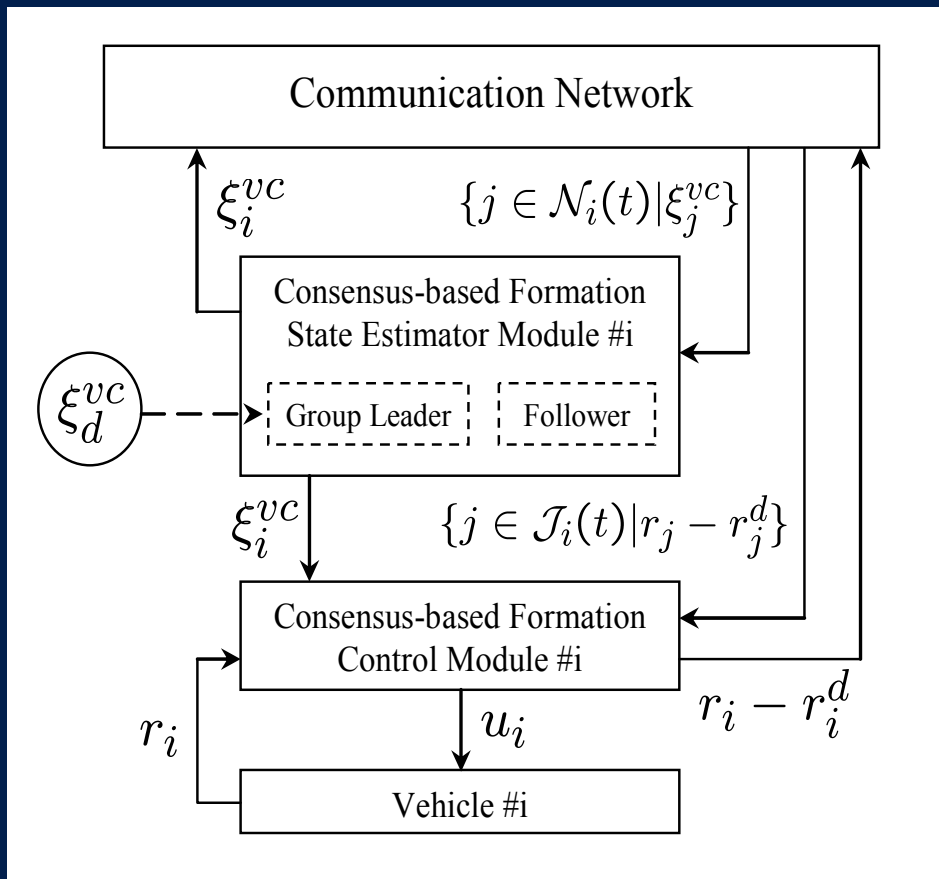 Communication Network
ξ_i^{vc}
{j ∈ 𝒩_i(t)|ξ_j^{vc}}
Consensus-based Formation
State Estimator Module #i
ξ_d^{vc}
Group Leader
Follower
ξ_i^{vc}
{j ∈ 𝒥_i(t)|r_j − r_j^d}
Consensus-based Formation
Control Module #i
r_i
u_i
r_i − r_i^d
Vehicle #i